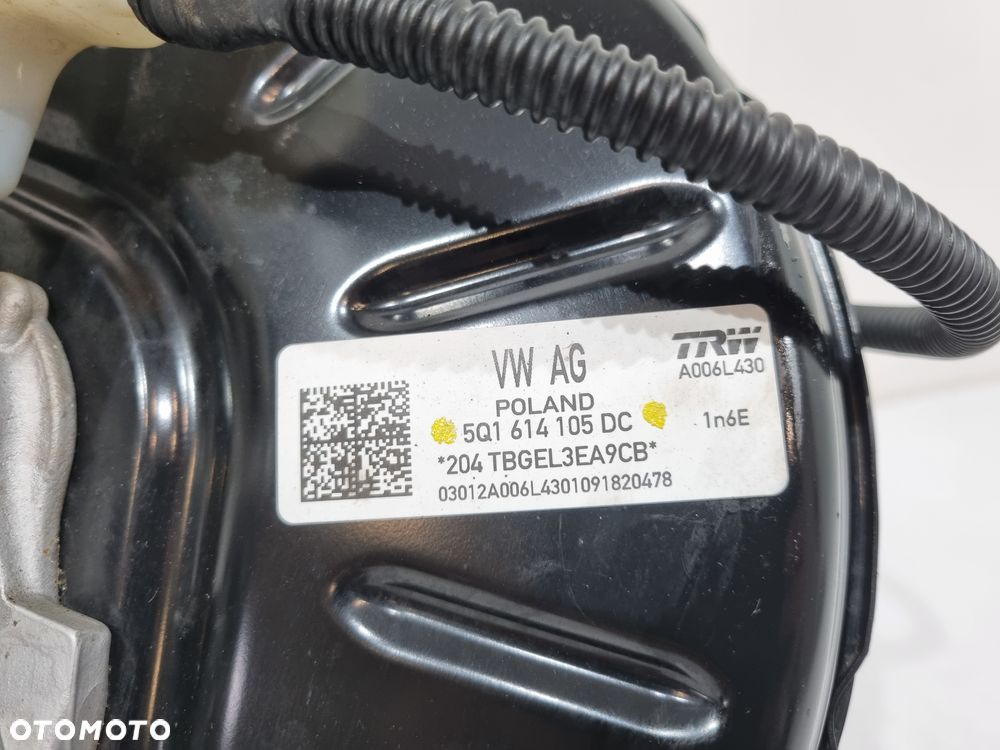 VW AG
TRW
A006L430
POLAND
5Q1 614 105 DC
1n6E
*204 TBGEL3EA9CB*
03012A006L4301091820478
OTOMOTO